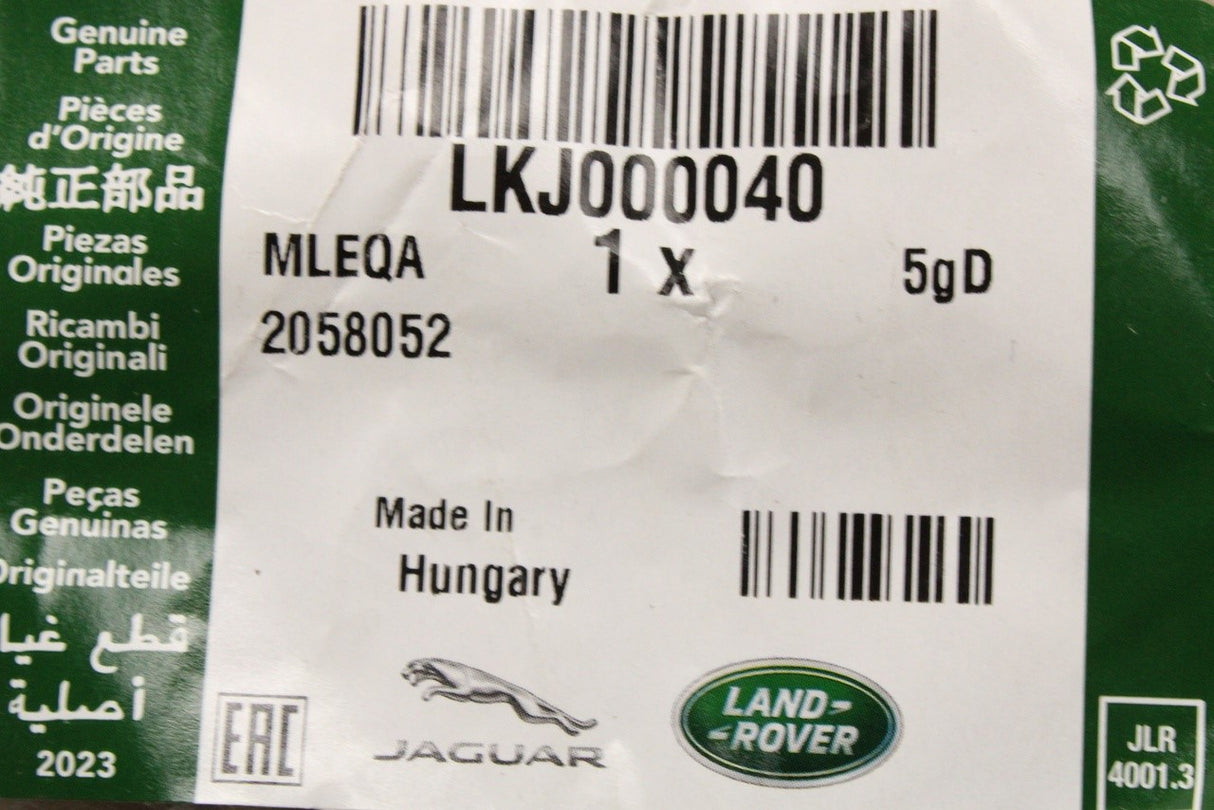 Genuine
Parts
Pièces
d'Origine
純正部品
Piezas
Originales
Ricambi
Originali
Originele
Onderdelen
Peças
Genuinas
Originalteile
قطع غيا
أصلية
2023
LKJ000040
MLEQA 1 x 5gD
2058052
Made In
Hungary
EAC
JAGUAR
LAND-
-ROVER
JLR
4001.3